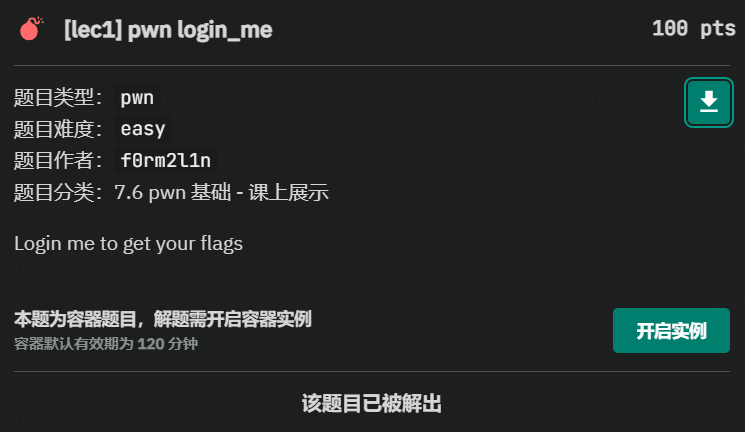 [lec1] pwn login_me
100 pts
题目类型： pwn
题目难度： easy
题目作者： f0rm2l1n
题目分类：7.6 pwn 基础 - 课上展示
Login me to get your flags
本题为容器题目，解题需开启容器实例
容器默认有效期为 120 分钟
开启实例
该题目已被解出